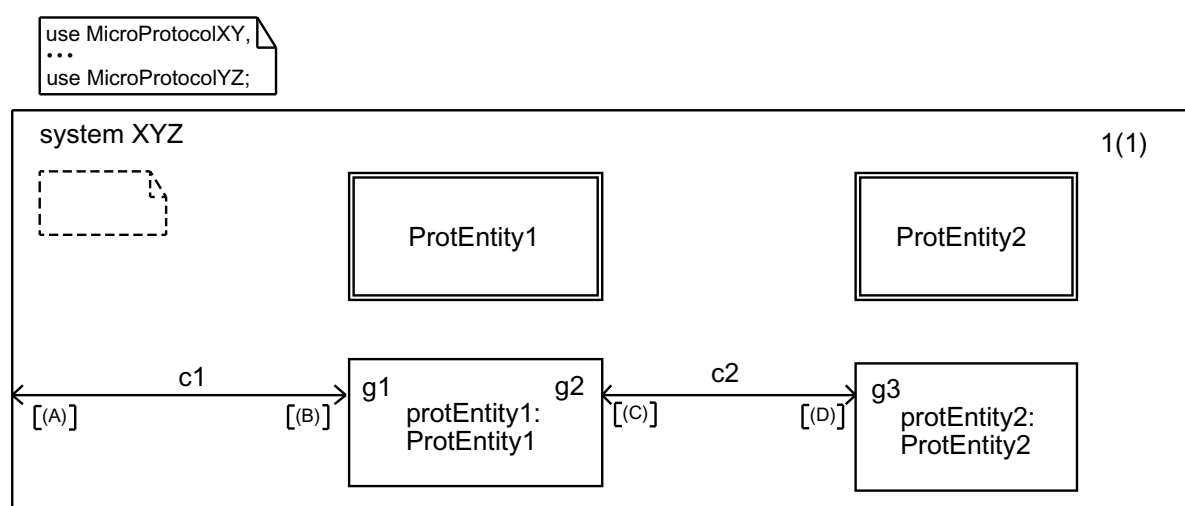 use MicroProtocolXY,
...
use MicroProtocolYZ;
system XYZ
1(1)
ProtEntity1
ProtEntity2
c1
c2
g1
g2
g3
[(A)]
[(B)]
protEntity1:
ProtEntity1
[(C)]
[(D)]
protEntity2:
ProtEntity2